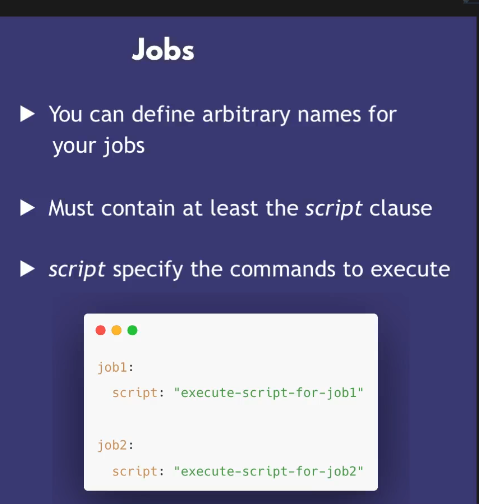 Jobs
▶ You can define arbitrary names for
your jobs
▶ Must contain at least the script clause
▶ script specify the commands to execute
job1:
  script: "execute-script-for-job1"
job2:
  script: "execute-script-for-job2"